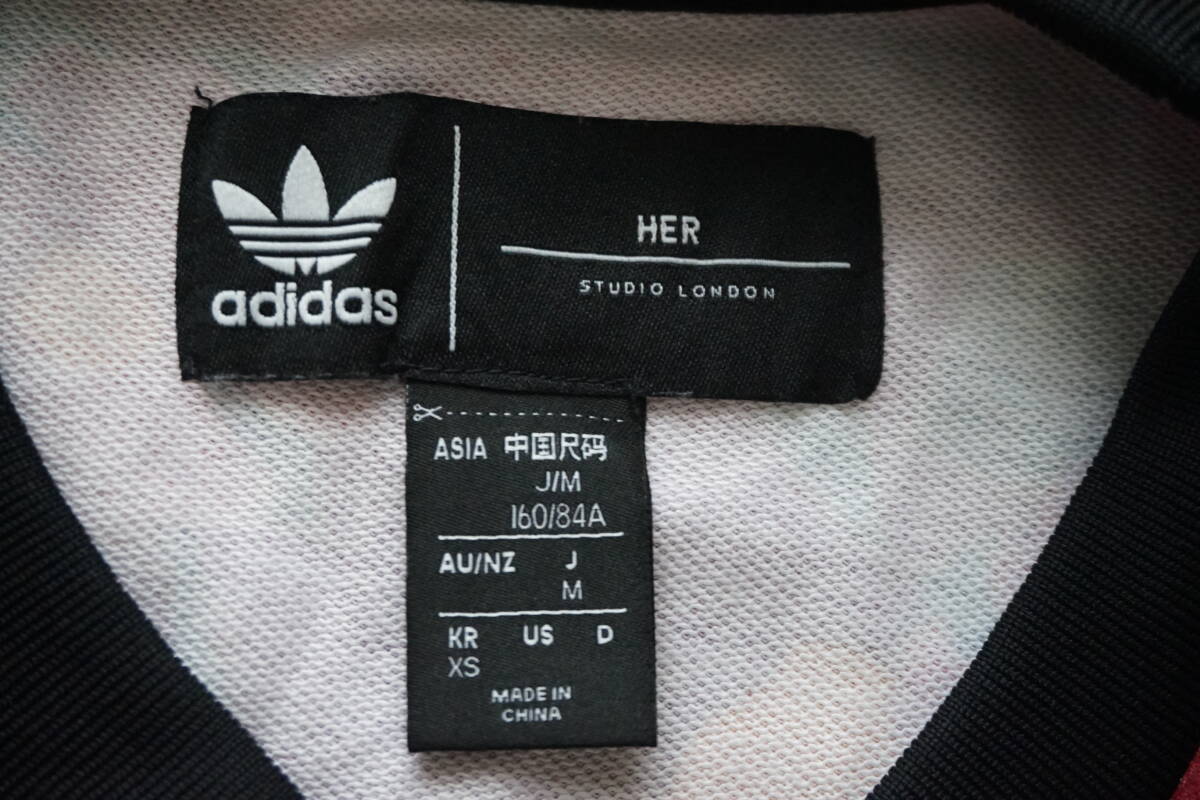 adidas
HER
STUDIO LONDON
ASIA 中国尺码
J/M
160/84A
AU/NZ J
M
KR US D
XS
MADE IN
CHINA